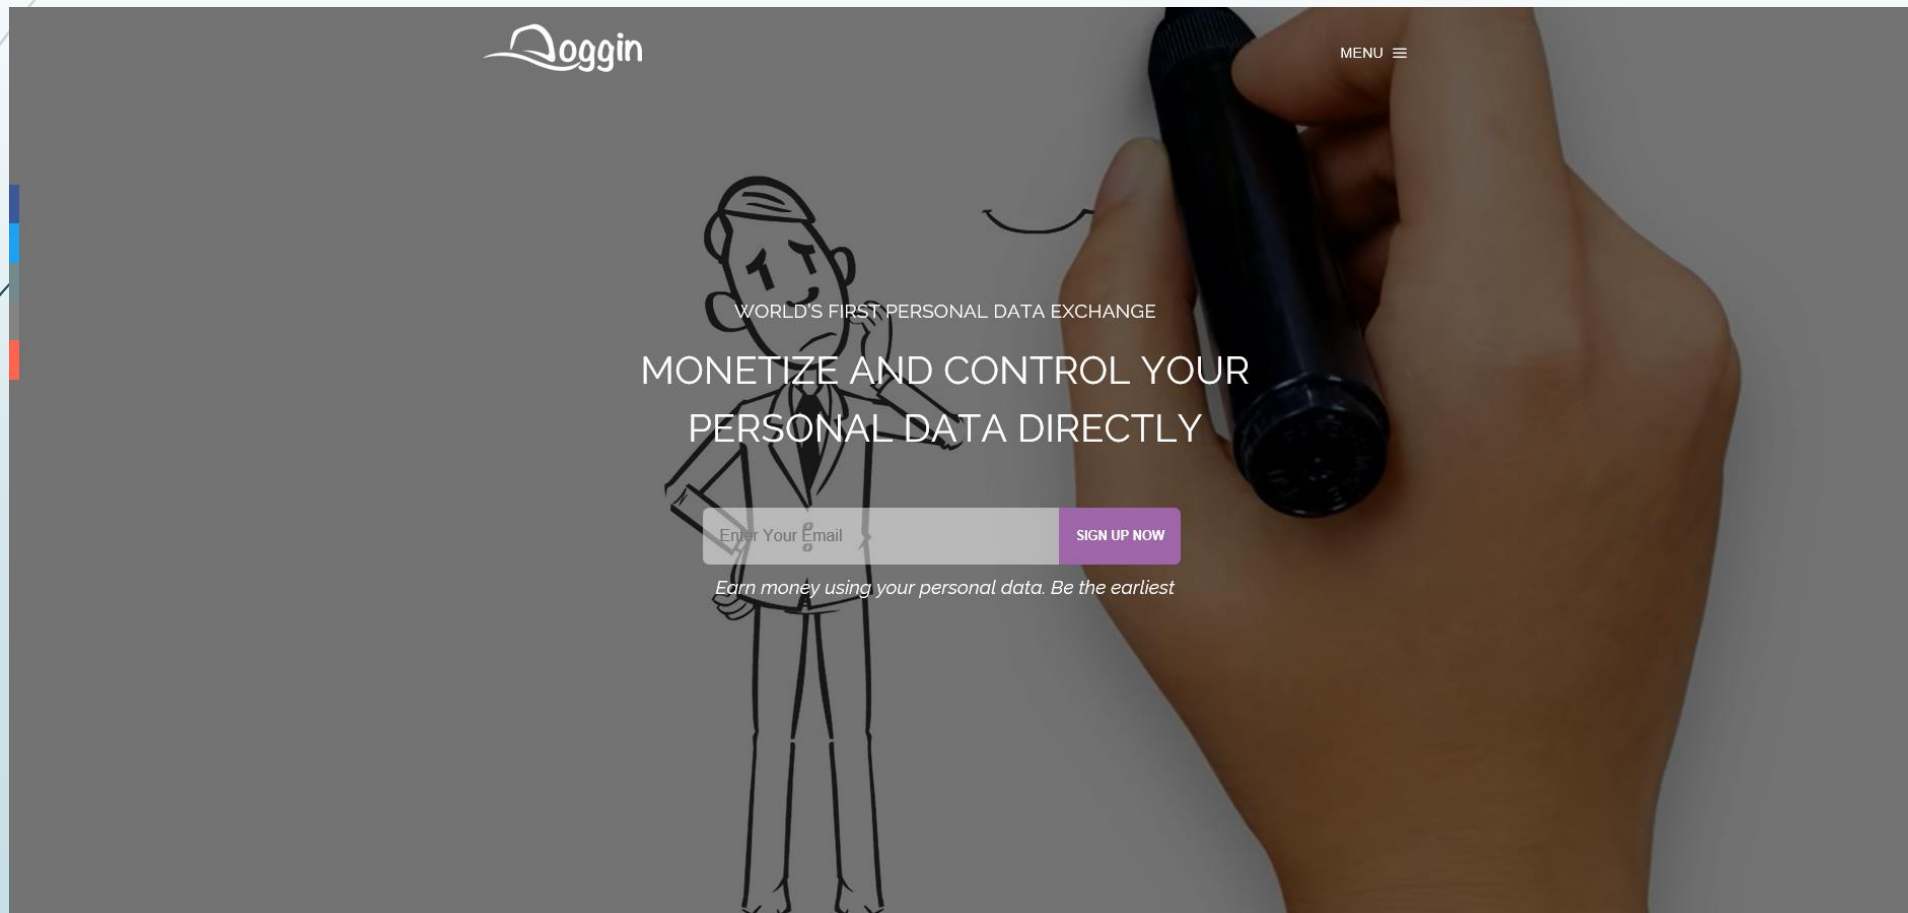 Doggin
MENU
WORLD'S FIRST PERSONAL DATA EXCHANGE
MONETIZE AND CONTROL YOUR
PERSONAL DATA DIRECTLY
Enter Your Email
SIGN UP NOW
Earn money using your personal data. Be the earliest